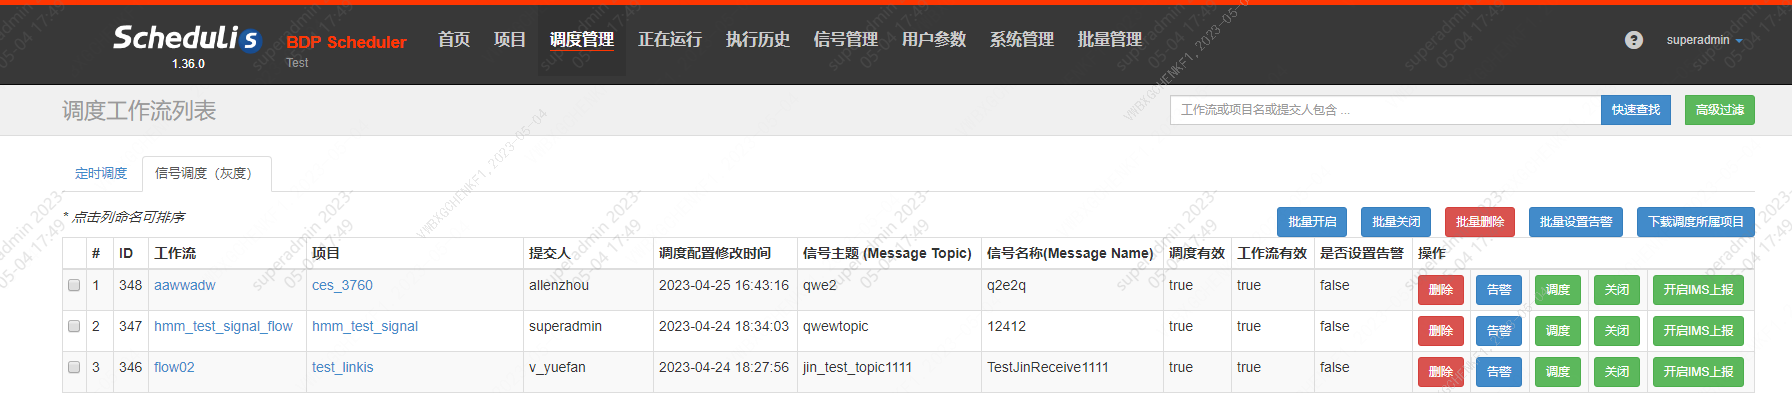 Schedulis
1.36.0
BDP Scheduler
Test
首页 项目 调度管理 正在运行 执行历史 信号管理 用户参数 系统管理 批量管理
superadmin
调度工作流列表
工作流或项目名或提交人包含 ...
快速查找
高级过滤
定时调度
信号调度（灰度）
* 点击列命名可排序
批量开启 批量关闭 批量删除 批量设置告警 下载调度所属项目
# ID 工作流 项目 提交人 调度配置修改时间 信号主题 (Message Topic) 信号名称(Message Name) 调度有效 工作流有效 是否设置告警 操作
1 348 aawwadw ces_3760 allenzhou 2023-04-25 16:43:16 qwe2 q2e2q true true false 删除 告警 调度 关闭 开启IMS上报
2 347 hmm_test_signal_flow hmm_test_signal superadmin 2023-04-24 18:34:03 qwewtopic 12412 true true false 删除 告警 调度 关闭 开启IMS上报
3 346 flow02 test_linkis v_yuefan 2023-04-24 18:27:56 jin_test_topic1111 TestJinReceive1111 true true false 删除 告警 调度 关闭 开启IMS上报
superadmin 2023-05-04 17:49
VWBXGCHENKF1, 2023-05-04